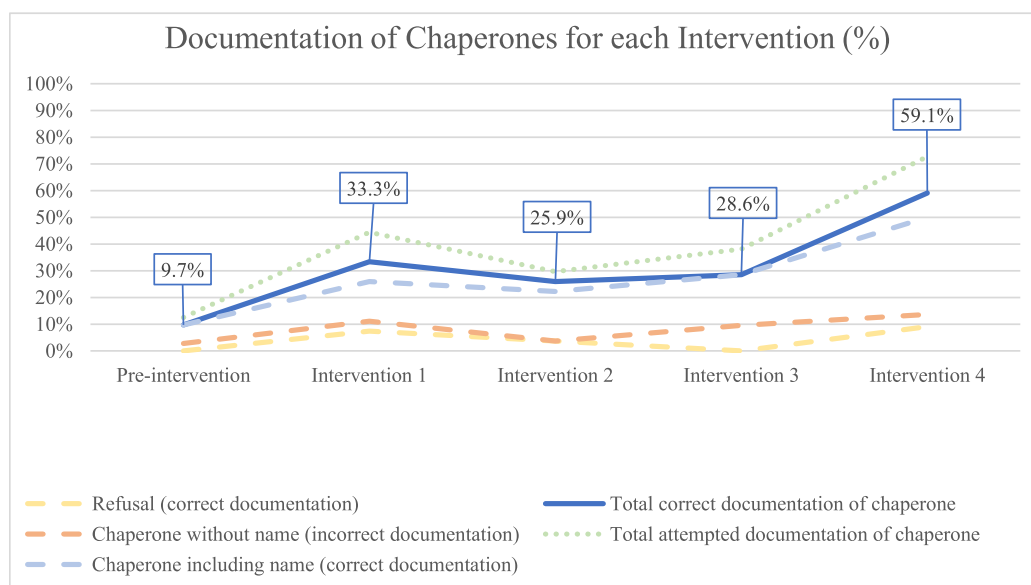 Documentation of Chaperones for each Intervention (%)
100%
90%
80%
70%
60%
50%
40%
30%
20%
10%
0%
9.7%
33.3%
25.9%
28.6%
59.1%
Pre-intervention
Intervention 1
Intervention 2
Intervention 3
Intervention 4
Refusal (correct documentation)
Total correct documentation of chaperone
Chaperone without name (incorrect documentation)
Total attempted documentation of chaperone
Chaperone including name (correct documentation)